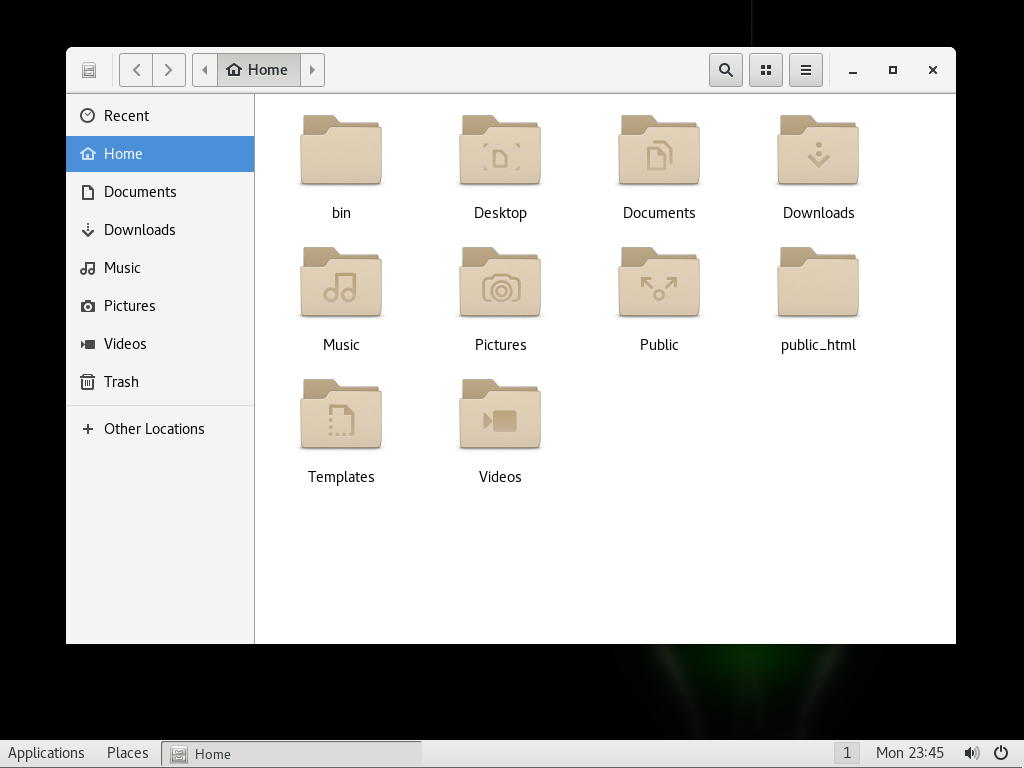 Home
Recent
Home
Documents
Downloads
Music
Pictures
Videos
Trash
Other Locations
bin
Desktop
Documents
Downloads
Music
Pictures
Public
public_html
Templates
Videos
Applications
Places
Home
1
Mon 23:45